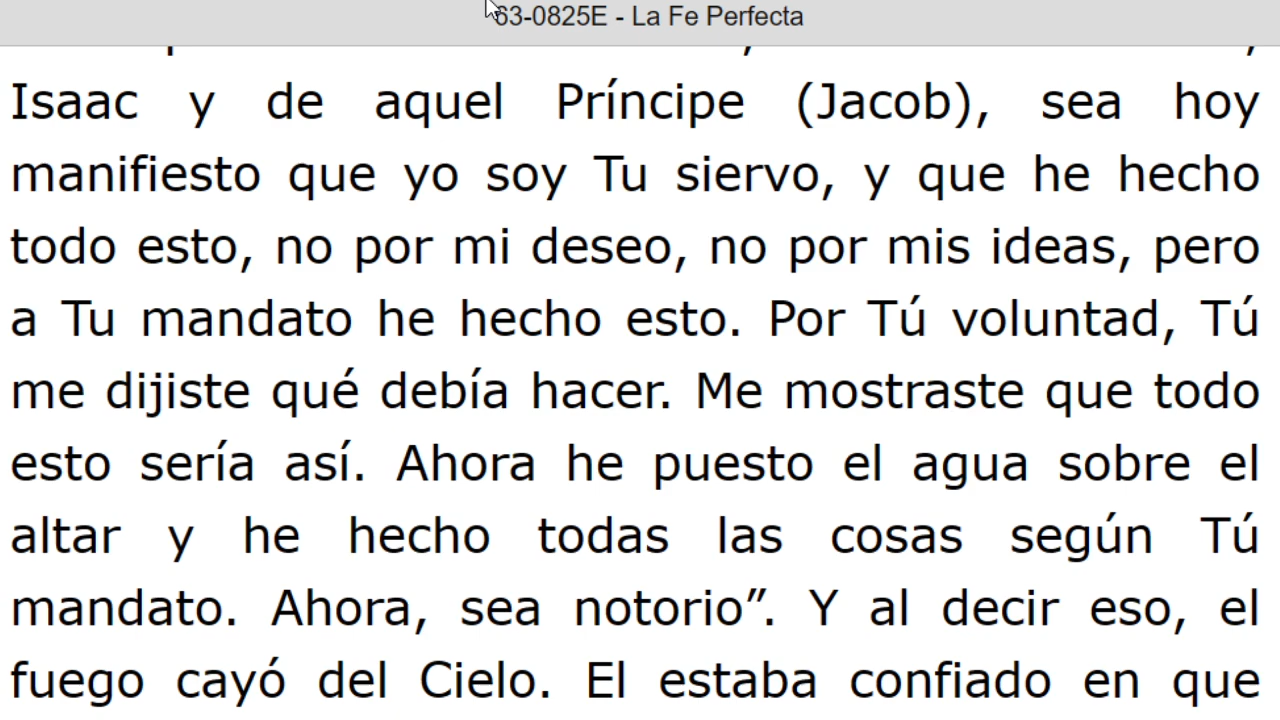 63-0825E - La Fe Perfecta
Isaac y de aquel Príncipe (Jacob), sea hoy
manifiesto que yo soy Tu siervo, y que he hecho
todo esto, no por mi deseo, no por mis ideas, pero
a Tu mandato he hecho esto. Por Tú voluntad, Tú
me dijiste qué debía hacer. Me mostraste que todo
esto sería así. Ahora he puesto el agua sobre el
altar y he hecho todas las cosas según Tú
mandato. Ahora, sea notorio”. Y al decir eso, el
fuego cayó del Cielo. El estaba confiado en que